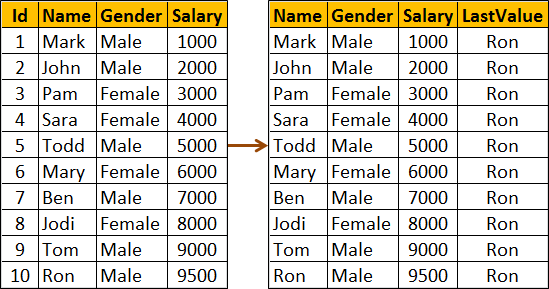 Id Name Gender Salary
1 Mark Male 1000
2 John Male 2000
3 Pam Female 3000
4 Sara Female 4000
5 Todd Male 5000
6 Mary Female 6000
7 Ben Male 7000
8 Jodi Female 8000
9 Tom Male 9000
10 Ron Male 9500
Name Gender Salary LastValue
Mark Male 1000 Ron
John Male 2000 Ron
Pam Female 3000 Ron
Sara Female 4000 Ron
Todd Male 5000 Ron
Mary Female 6000 Ron
Ben Male 7000 Ron
Jodi Female 8000 Ron
Tom Male 9000 Ron
Ron Male 9500 Ron